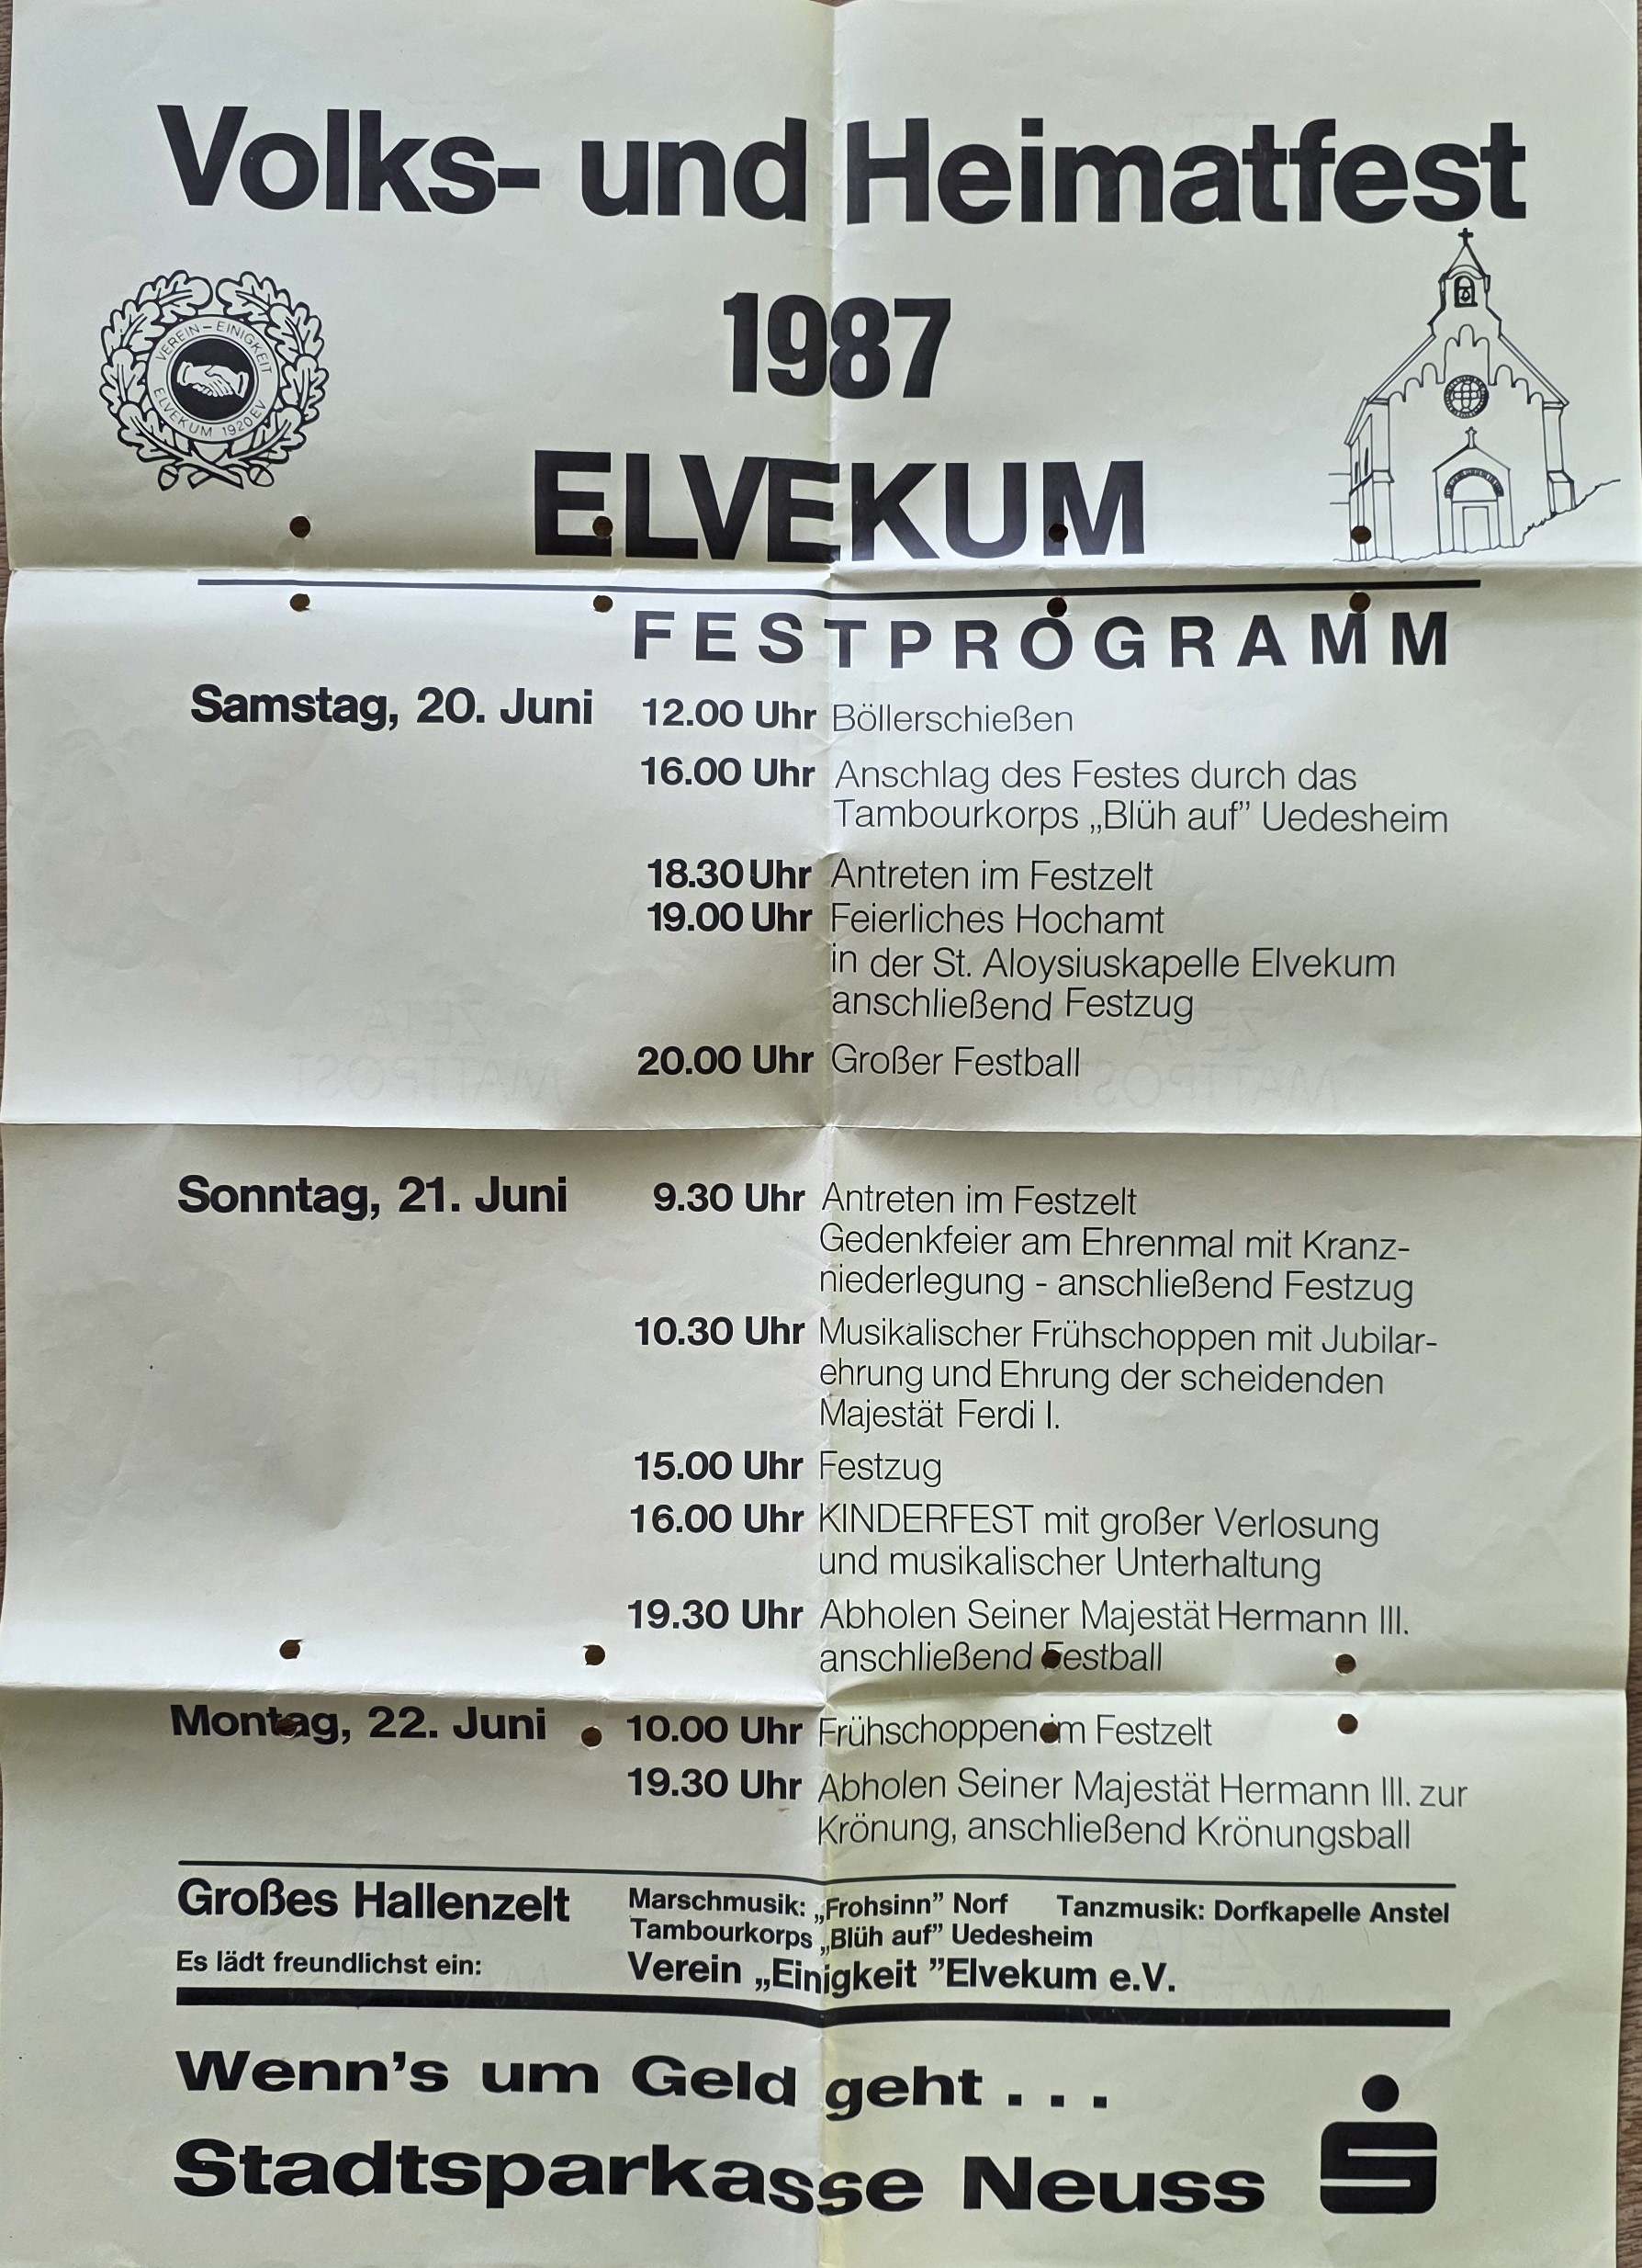 Volks- und Heimatfest
1987
VEREIN – EINIGKEIT
ELVEKUM 1920 EV
ELVEKUM
FESTPROGRAMM
Samstag, 20. Juni 12.00 Uhr Böllerschießen
16.00 Uhr Anschlag des Festes durch das
Tambourkorps „Blüh auf” Uedesheim
18.30 Uhr Antreten im Festzelt
19.00 Uhr Feierliches Hochamt
in der St. Aloysiuskapelle Elvekum
anschließend Festzug
20.00 Uhr Großer Festball
ZETA ZETA
MATTPOST MATTPOST
Sonntag, 21. Juni 9.30 Uhr Antreten im Festzelt
Gedenkfeier am Ehrenmal mit Kranz-
niederlegung - anschließend Festzug
10.30 Uhr Musikalischer Frühschoppen mit Jubilar-
ehrung und Ehrung der scheidenden
Majestät Ferdi I.
15.00 Uhr Festzug
16.00 Uhr KINDERFEST mit großer Verlosung
und musikalischer Unterhaltung
19.30 Uhr Abholen Seiner Majestät Hermann III.
anschließend Festball
Montag, 22. Juni 10.00 Uhr Frühschoppen im Festzelt
19.30 Uhr Abholen Seiner Majestät Hermann III. zur
Krönung, anschließend Krönungsball
Großes Hallenzelt Marschmusik: „Frohsinn” Norf Tanzmusik: Dorfkapelle Anstel
Tambourkorps „Blüh auf” Uedesheim
Es lädt freundlichst ein: Verein „Einigkeit ”Elvekum e.V.
Wenn's um Geld geht . . .
Stadtsparkasse Neuss